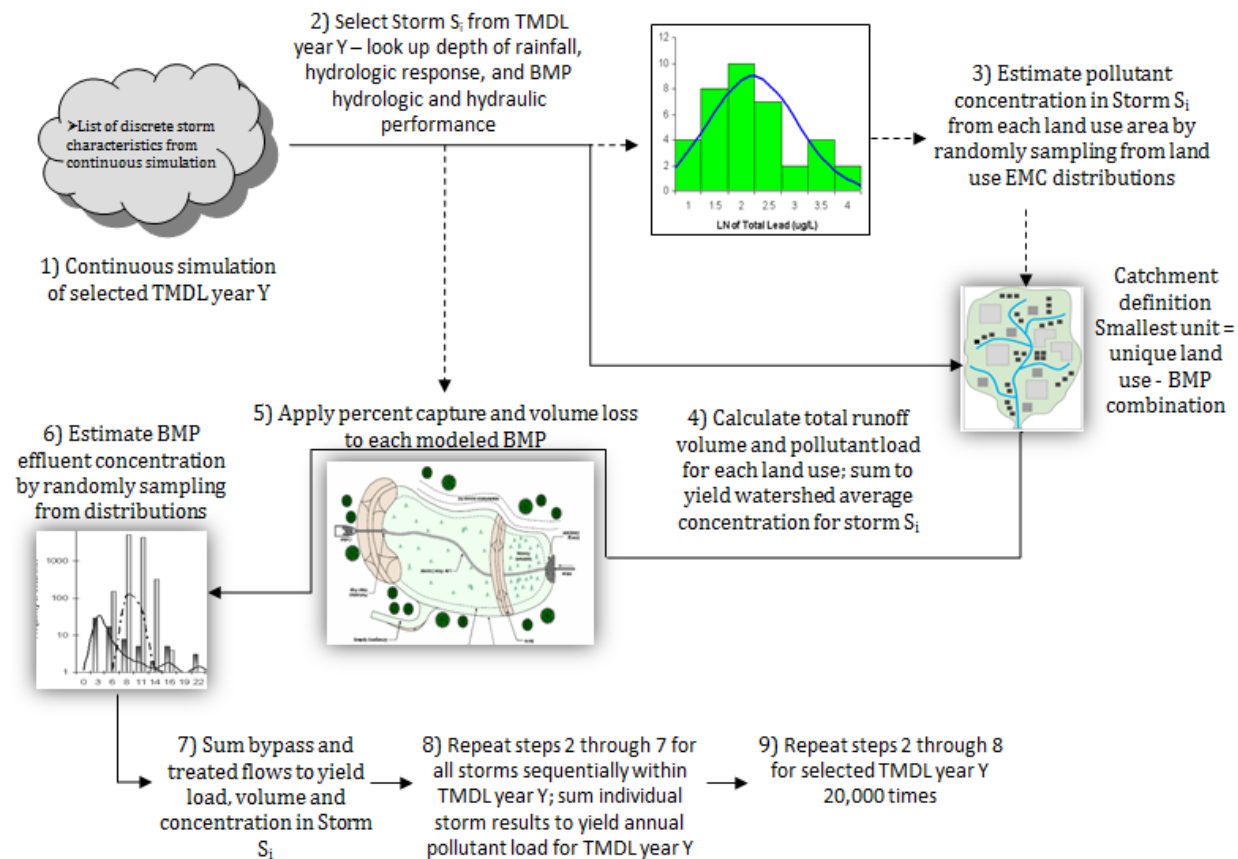 ➤List of discrete storm
characteristics from
continuous simulation
1) Continuous simulation
of selected TMDL year Y
2) Select Storm Si from TMDL
year Y – look up depth of rainfall,
hydrologic response, and BMP
hydrologic and hydraulic
performance
12
10
8
6
4
2
0
1 1.5 2 2.5 3 3.5 4
LN of Total Lead (ug/L)
3) Estimate pollutant
concentration in Storm Si
from each land use area by
randomly sampling from land
use EMC distributions
Catchment
definition
Smallest unit =
unique land
use - BMP
combination
4) Calculate total runoff
volume and pollutant load
for each land use; sum to
yield watershed average
concentration for storm Si
5) Apply percent capture and volume loss
to each modeled BMP
6) Estimate BMP
effluent concentration
by randomly sampling
from distributions
1000
100
10
1
0 3 6 8 11 14 16 19 22
7) Sum bypass and
treated flows to yield
load, volume and
concentration in Storm
Si
8) Repeat steps 2 through 7 for
all storms sequentially within
TMDL year Y; sum individual
storm results to yield annual
pollutant load for TMDL year Y
9) Repeat steps 2 through 8
for selected TMDL year Y
20,000 times